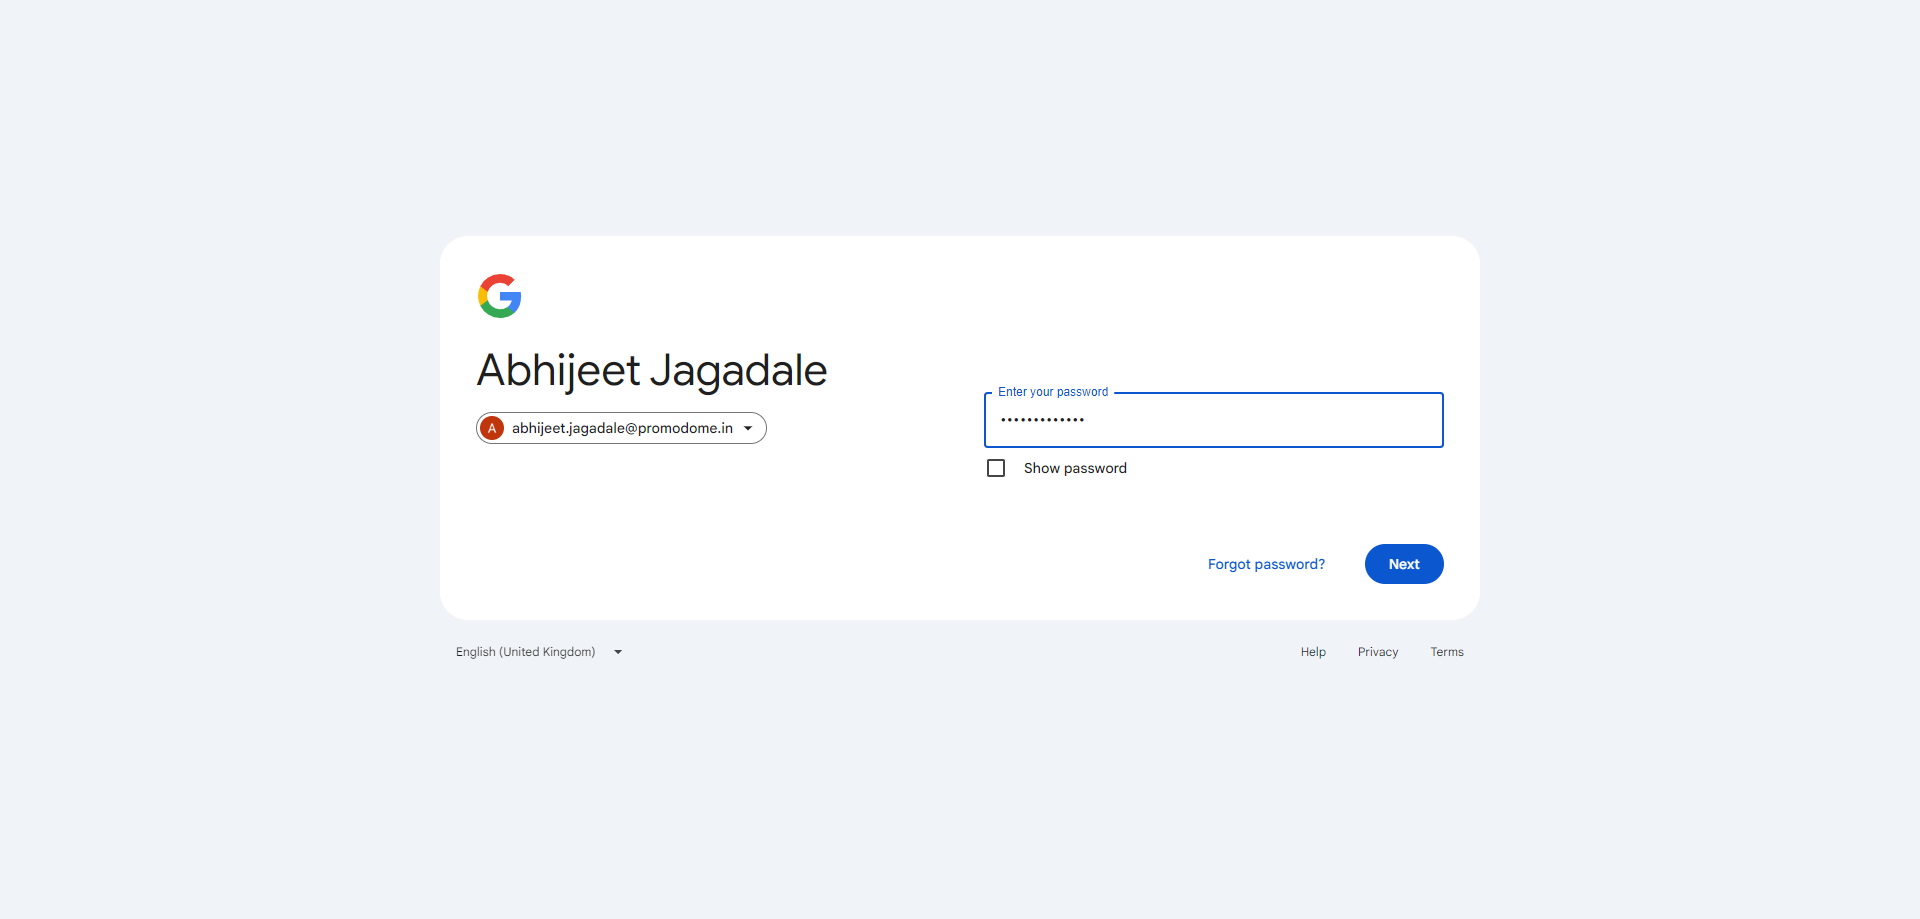 Abhijeet Jagadale
A abhijeet.jagadale@promodome.in
Enter your password
•••••••••••••
Show password
Forgot password?
Next
English (United Kingdom)
Help Privacy Terms